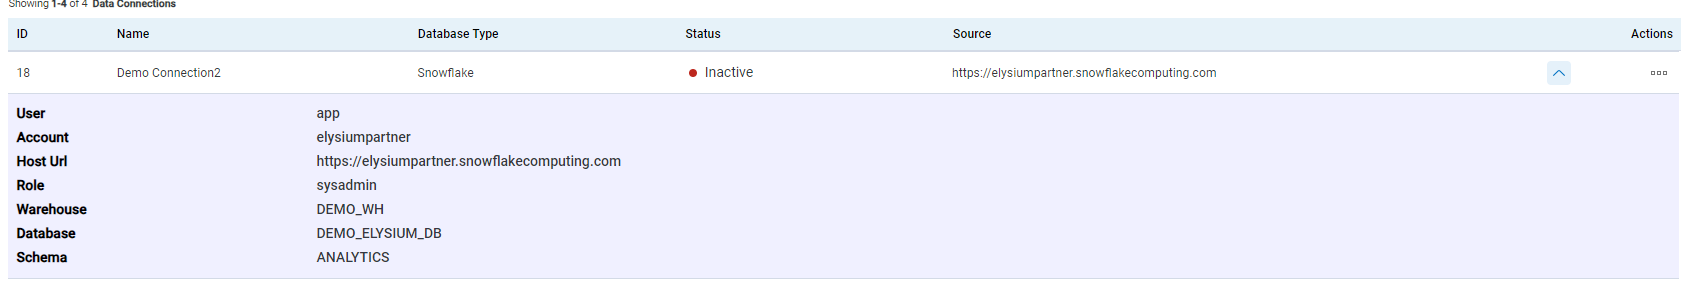 Showing 1-4 of 4 Data Connections
ID Name Database Type Status Source Actions
18 Demo Connection2 Snowflake Inactive https://elysiumpartner.snowflakecomputing.com
User app
Account elysiumpartner
Host Url https://elysiumpartner.snowflakecomputing.com
Role sysadmin
Warehouse DEMO_WH
Database DEMO_ELYSIUM_DB
Schema ANALYTICS